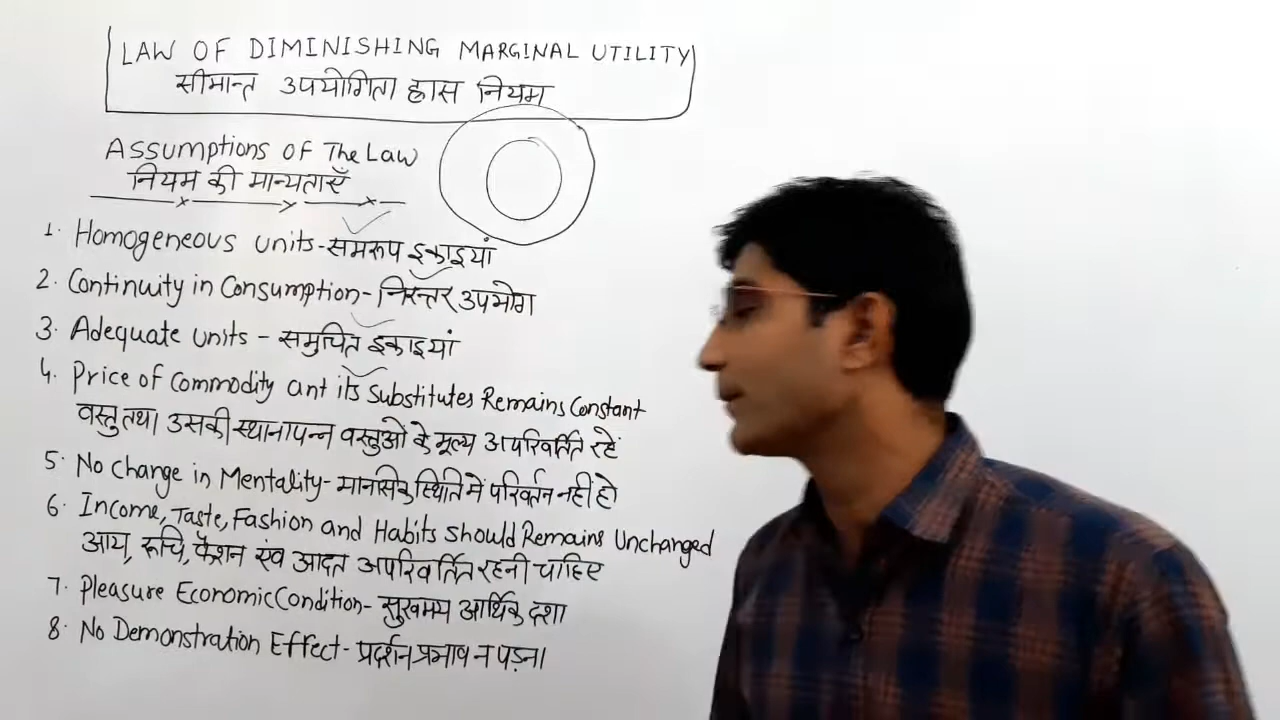 LAW OF DIMINISHING MARGINAL UTILITY
सीमान्त उपयोगिता ह्रास नियम
Assumptions Of The Law
नियम की मान्यताएँ
1. Homogeneous units - समरूप इकाइयां
2. Continuity in Consumption - निरन्तर उपभोग
3. Adequate units - समुचित इकाइयां
4. Price of Commodity ant its Substitutes Remains Constant
वस्तु तथा उसकी स्थानापन्न वस्तुओं के मूल्य अपरिवर्तित रहें
5. No Change in Mentality - मानसिक स्थिति में परिवर्तन नहीं हो
6. Income, Taste, Fashion and Habits should Remains Unchanged
आय, रूचि, फैशन एंव आदत अपरिवर्तित रहनी चाहिए
7. Pleasure Economic Condition - सुखमय आर्थिक दशा
8. No Demonstration Effect - प्रदर्शन प्रभाव न पड़ना